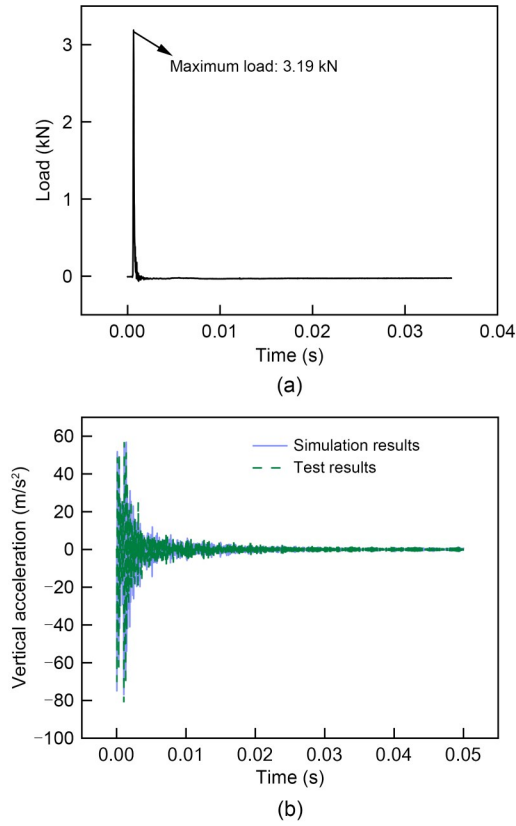 3
2
1
0
Load (kN)
Maximum load: 3.19 kN
0.00 0.01 0.02 0.03 0.04
Time (s)
(a)
60
40
20
0
−20
−40
−60
−80
−100
Vertical acceleration (m/s²)
Simulation results
Test results
0.00 0.01 0.02 0.03 0.04 0.05
Time (s)
(b)